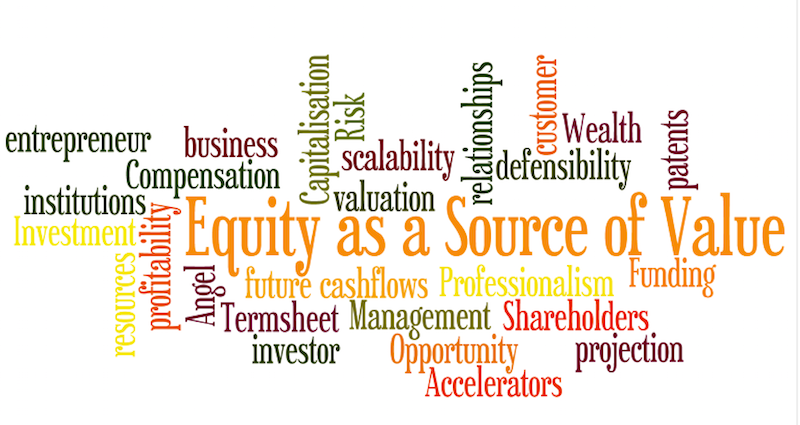 Capitalisation
Risk
relationships
customer
Wealth
patents
entrepreneur
business
scalability
defensibility
Compensation
institutions
valuation
Investment
profitability
Equity as a Source of Value
resources
Angel
future cashflows
Professionalism
Funding
Termsheet
Management
Shareholders
investor
Opportunity
projection
Accelerators